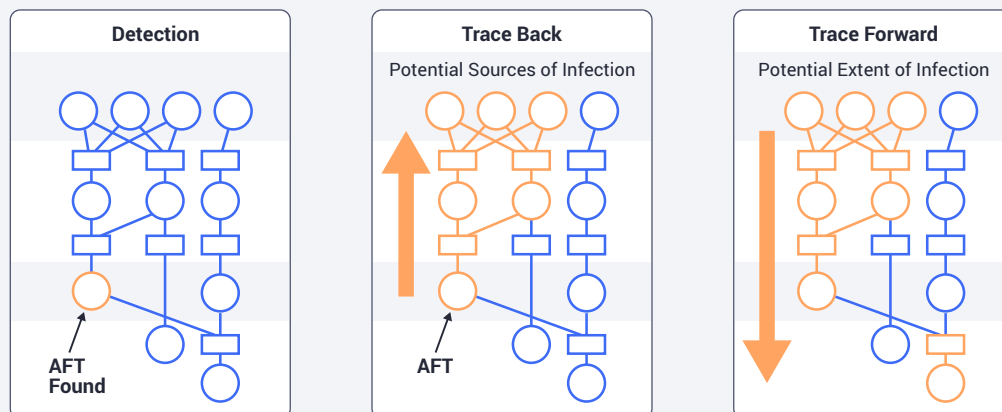 Detection
AFT
Found
Trace Back
Potential Sources of Infection
AFT
Trace Forward
Potential Extent of Infection